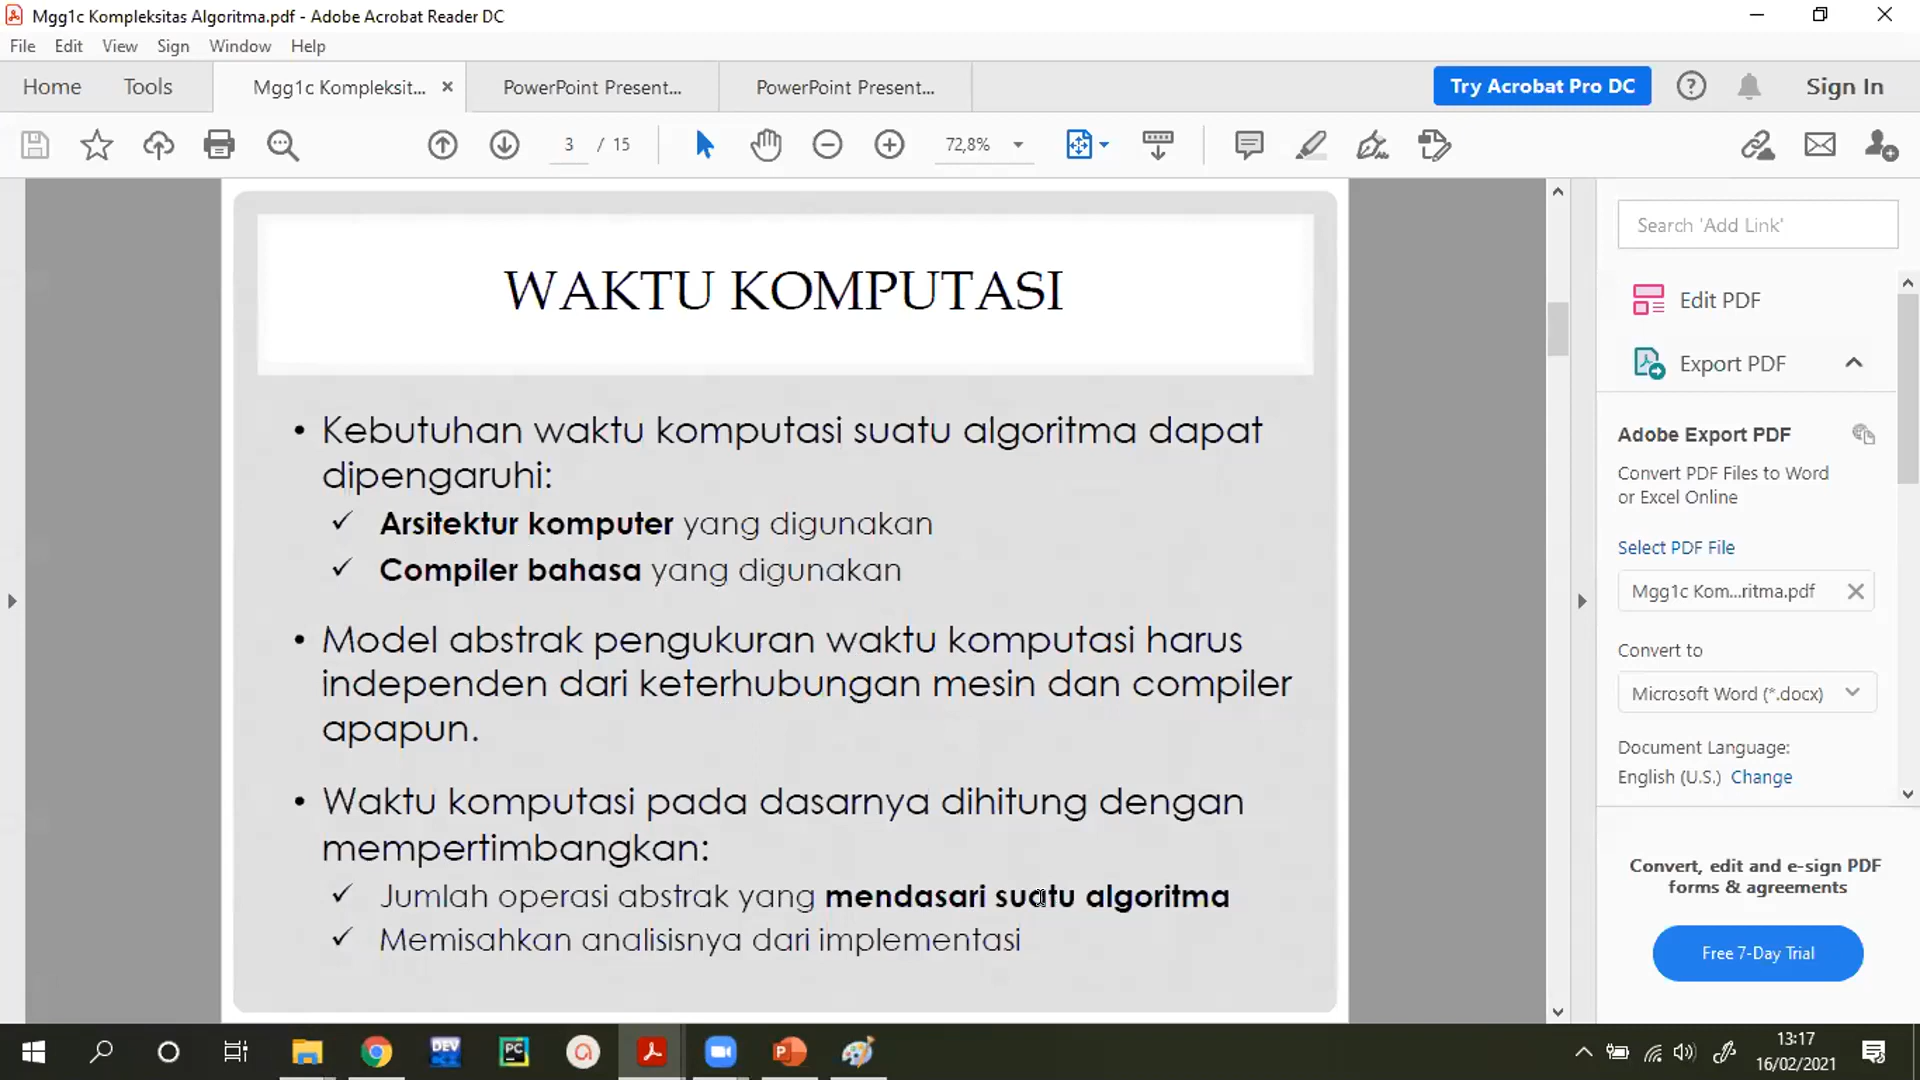 Mgg1c Kompleksitas Algoritma.pdf - Adobe Acrobat Reader DC
File Edit View Sign Window Help
Home Tools Mgg1c Kompleksit... × PowerPoint Present... PowerPoint Present... Try Acrobat Pro DC Sign In
3 / 15 72,8%
WAKTU KOMPUTASI
• Kebutuhan waktu komputasi suatu algoritma dapat
dipengaruhi:
✓ Arsitektur komputer yang digunakan
✓ Compiler bahasa yang digunakan
• Model abstrak pengukuran waktu komputasi harus
independen dari keterhubungan mesin dan compiler
apapun.
• Waktu komputasi pada dasarnya dihitung dengan
mempertimbangkan:
✓ Jumlah operasi abstrak yang mendasari suatu algoritma
✓ Memisahkan analisisnya dari implementasi
Search 'Add Link'
Edit PDF
Export PDF
Adobe Export PDF
Convert PDF Files to Word
or Excel Online
Select PDF File
Mgg1c Kom...ritma.pdf
Convert to
Microsoft Word (*.docx)
Document Language:
English (U.S.) Change
Convert, edit and e-sign PDF
forms & agreements
Free 7-Day Trial
DEV
PC
P
13:17
16/02/2021